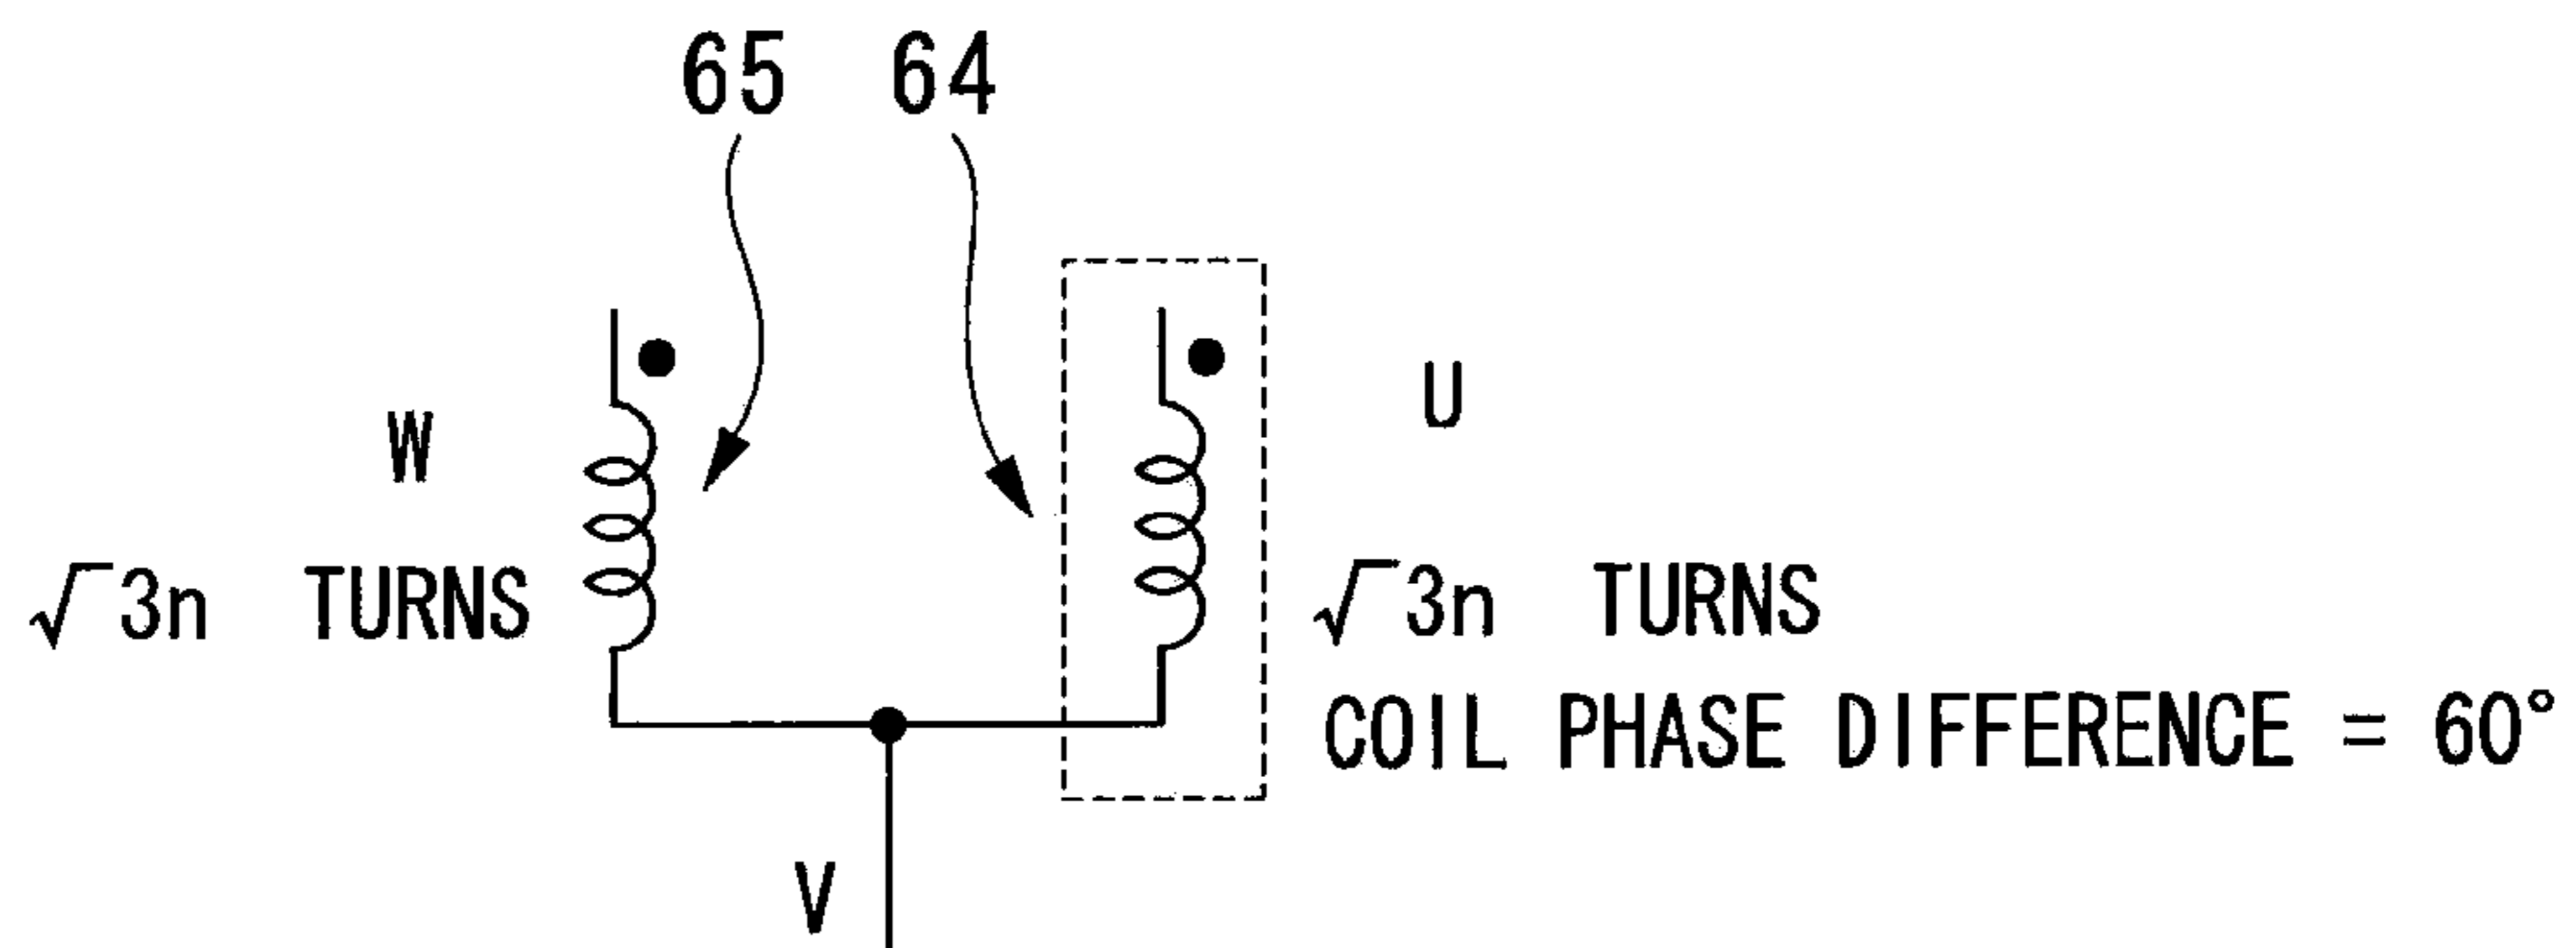 65 64
W
U
√3n TURNS
√3n TURNS
COIL PHASE DIFFERENCE = 60°
V